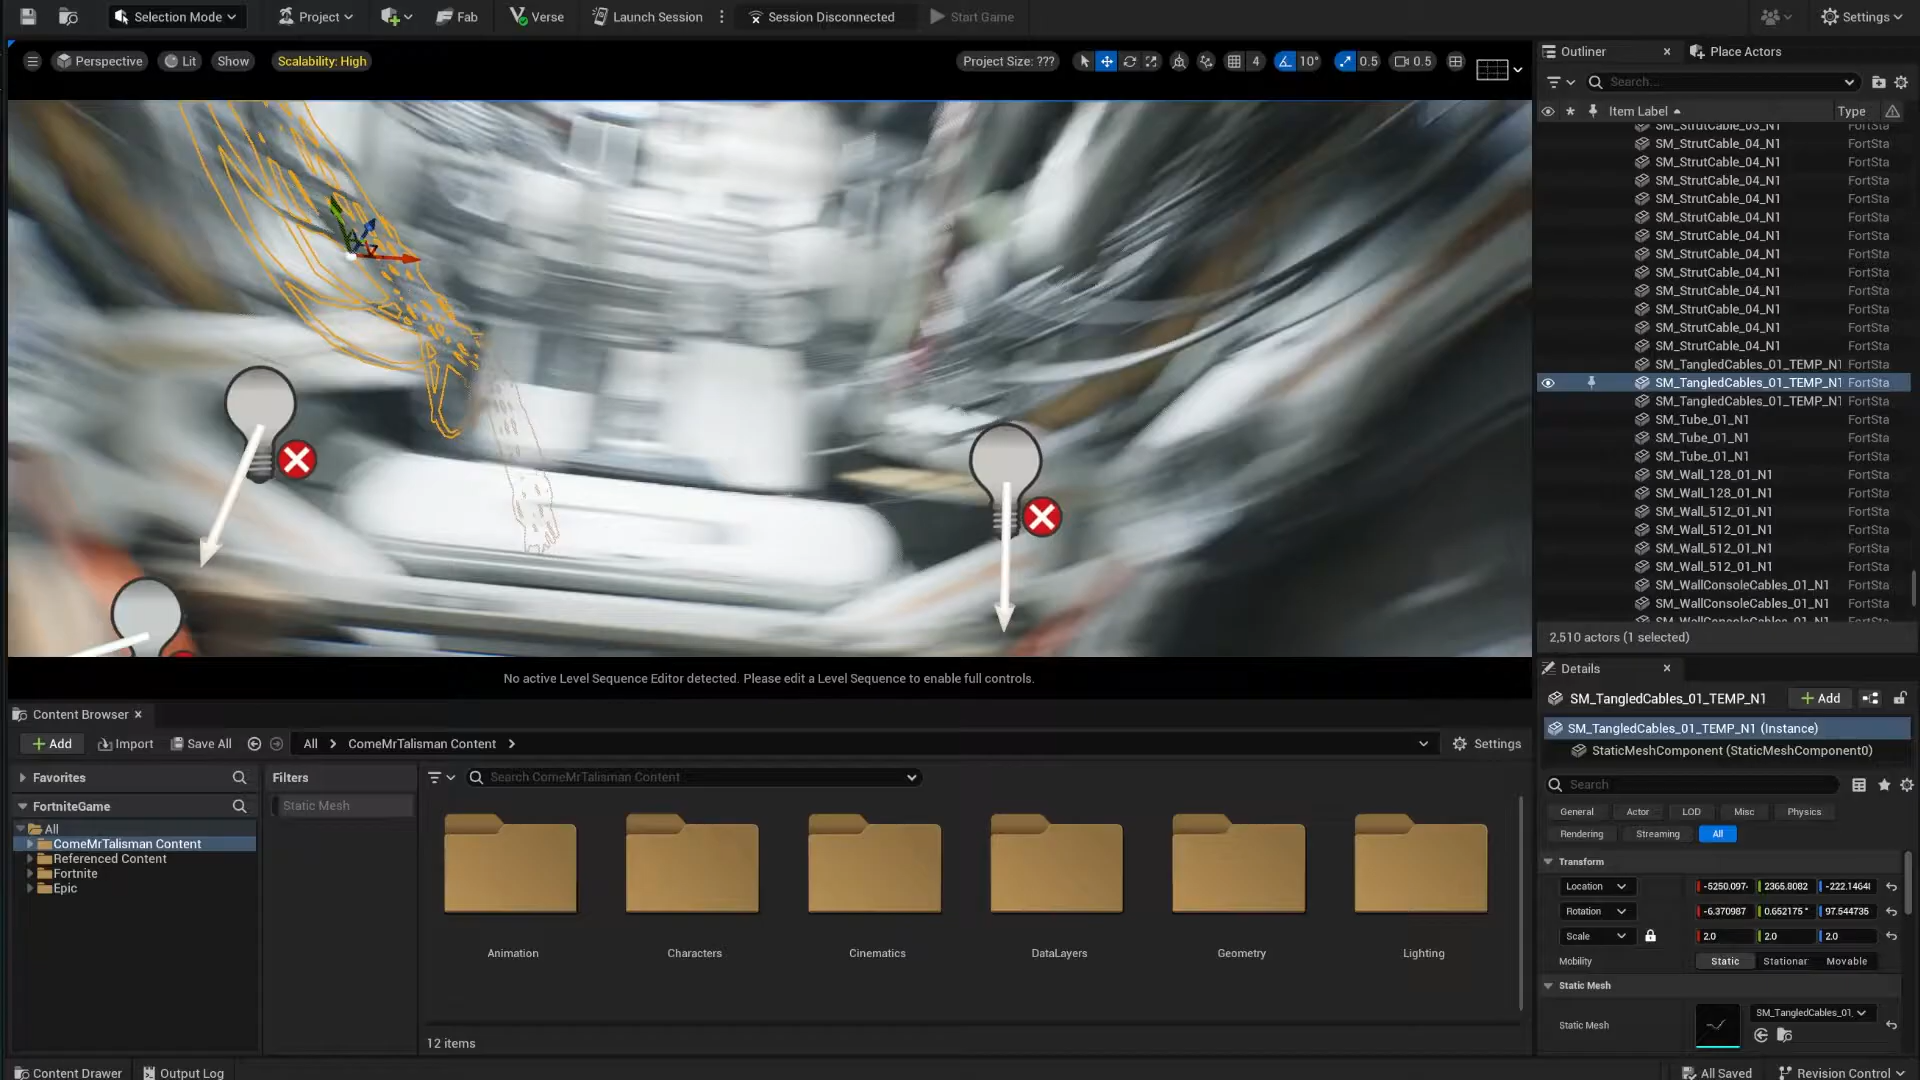 Selection Mode
Project
Fab
Verse
Launch Session
Session Disconnected
Start Game
Settings
Perspective
Lit
Show
Scalability: High
Project Size: ???
4
10°
0.5
0.5
Outliner
Place Actors
Search...
Item Label
Type
SM_StrutCable_03_N1 FortSta
SM_StrutCable_04_N1 FortSta
SM_StrutCable_04_N1 FortSta
SM_StrutCable_04_N1 FortSta
SM_StrutCable_04_N1 FortSta
SM_StrutCable_04_N1 FortSta
SM_StrutCable_04_N1 FortSta
SM_StrutCable_04_N1 FortSta
SM_StrutCable_04_N1 FortSta
SM_StrutCable_04_N1 FortSta
SM_StrutCable_04_N1 FortSta
SM_StrutCable_04_N1 FortSta
SM_StrutCable_04_N1 FortSta
SM_TangledCables_01_TEMP_N1 FortSta
SM_TangledCables_01_TEMP_N1 FortSta
SM_TangledCables_01_TEMP_N1 FortSta
SM_Tube_01_N1 FortSta
SM_Tube_01_N1 FortSta
SM_Tube_01_N1 FortSta
SM_Wall_128_01_N1 FortSta
SM_Wall_128_01_N1 FortSta
SM_Wall_512_01_N1 FortSta
SM_Wall_512_01_N1 FortSta
SM_Wall_512_01_N1 FortSta
SM_Wall_512_01_N1 FortSta
SM_WallConsoleCables_01_N1 FortSta
SM_WallConsoleCables_01_N1 FortSta
SM_WallConsoleCables_01_N1 FortSta
2,510 actors (1 selected)
No active Level Sequence Editor detected. Please edit a Level Sequence to enable full controls.
Details
SM_TangledCables_01_TEMP_N1
Add
SM_TangledCables_01_TEMP_N1 (Instance)
StaticMeshComponent (StaticMeshComponent0)
Search
General
Actor
LOD
Misc
Physics
Rendering
Streaming
All
Transform
Location
-5250.097
2365.8082
-222.1464
Rotation
-6.370987
0.652175 °
97.544735
Scale
2.0
2.0
2.0
Mobility
Static
Stationar
Movable
Static Mesh
Static Mesh
SM_TangledCables_01_
Content Browser
Add
Import
Save All
All
ComeMrTalisman Content
Settings
Favorites
FortniteGame
All
ComeMrTalisman Content
Referenced Content
Fortnite
Epic
Filters
Static Mesh
Search ComeMrTalisman Content
Animation
Characters
Cinematics
DataLayers
Geometry
Lighting
12 items
Content Drawer
Output Log
All Saved
Revision Control